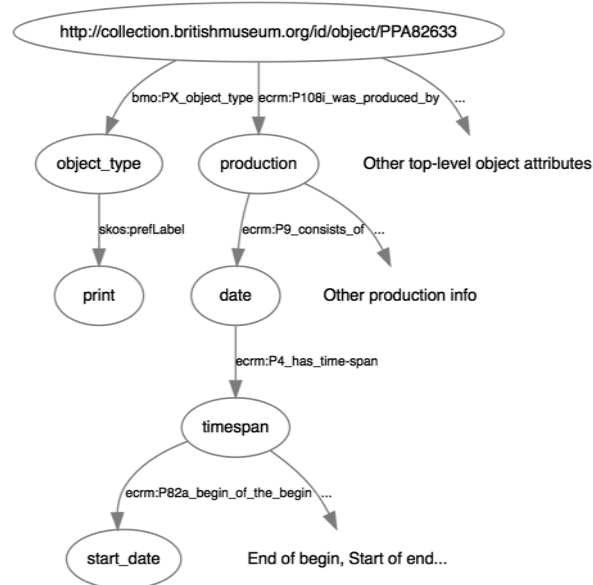 http://collection.britishmuseum.org/id/object/PPA82633
bmo:PX_object_type ecrm:P108i_was_produced_by ...
object_type production Other top-level object attributes
skos:prefLabel ecrm:P9_consists_of ...
print date Other production info
ecrm:P4_has_time-span
timespan
ecrm:P82a_begin_of_the_begin ...
start_date End of begin, Start of end...